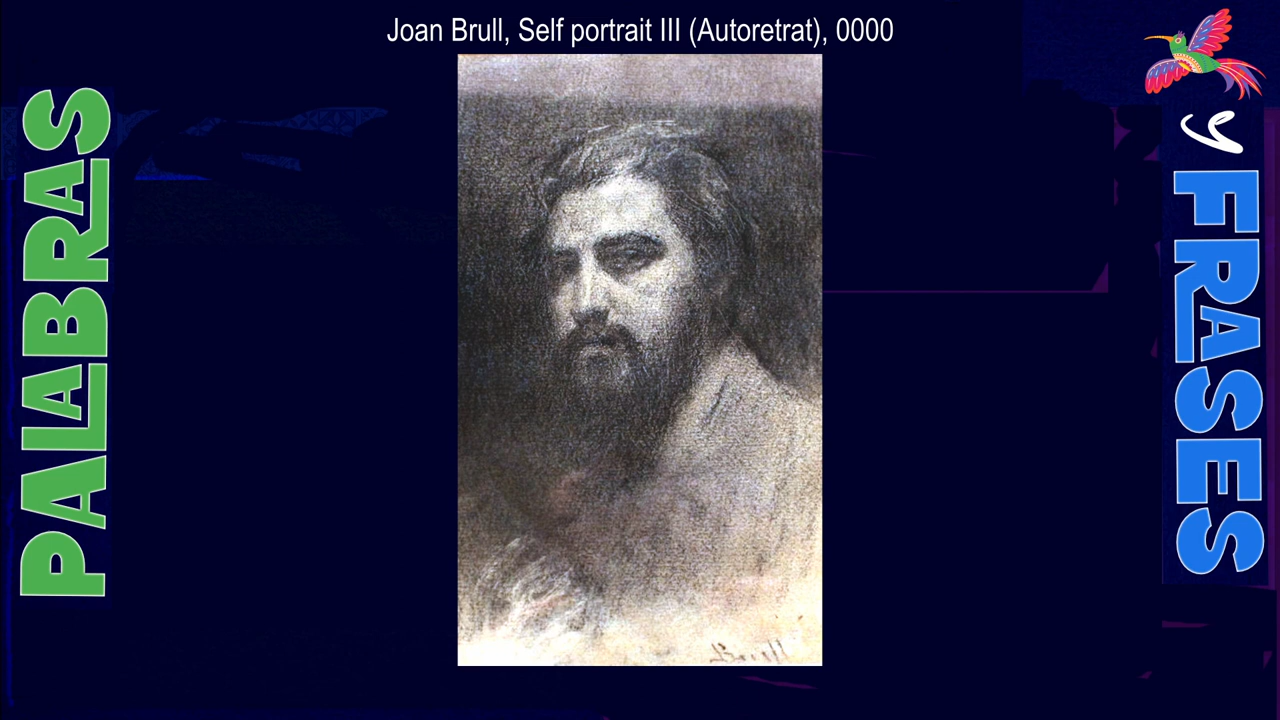 Joan Brull, Self portrait III (Autoretrat), 0000
PALABRAS
y
FRASES
Brull